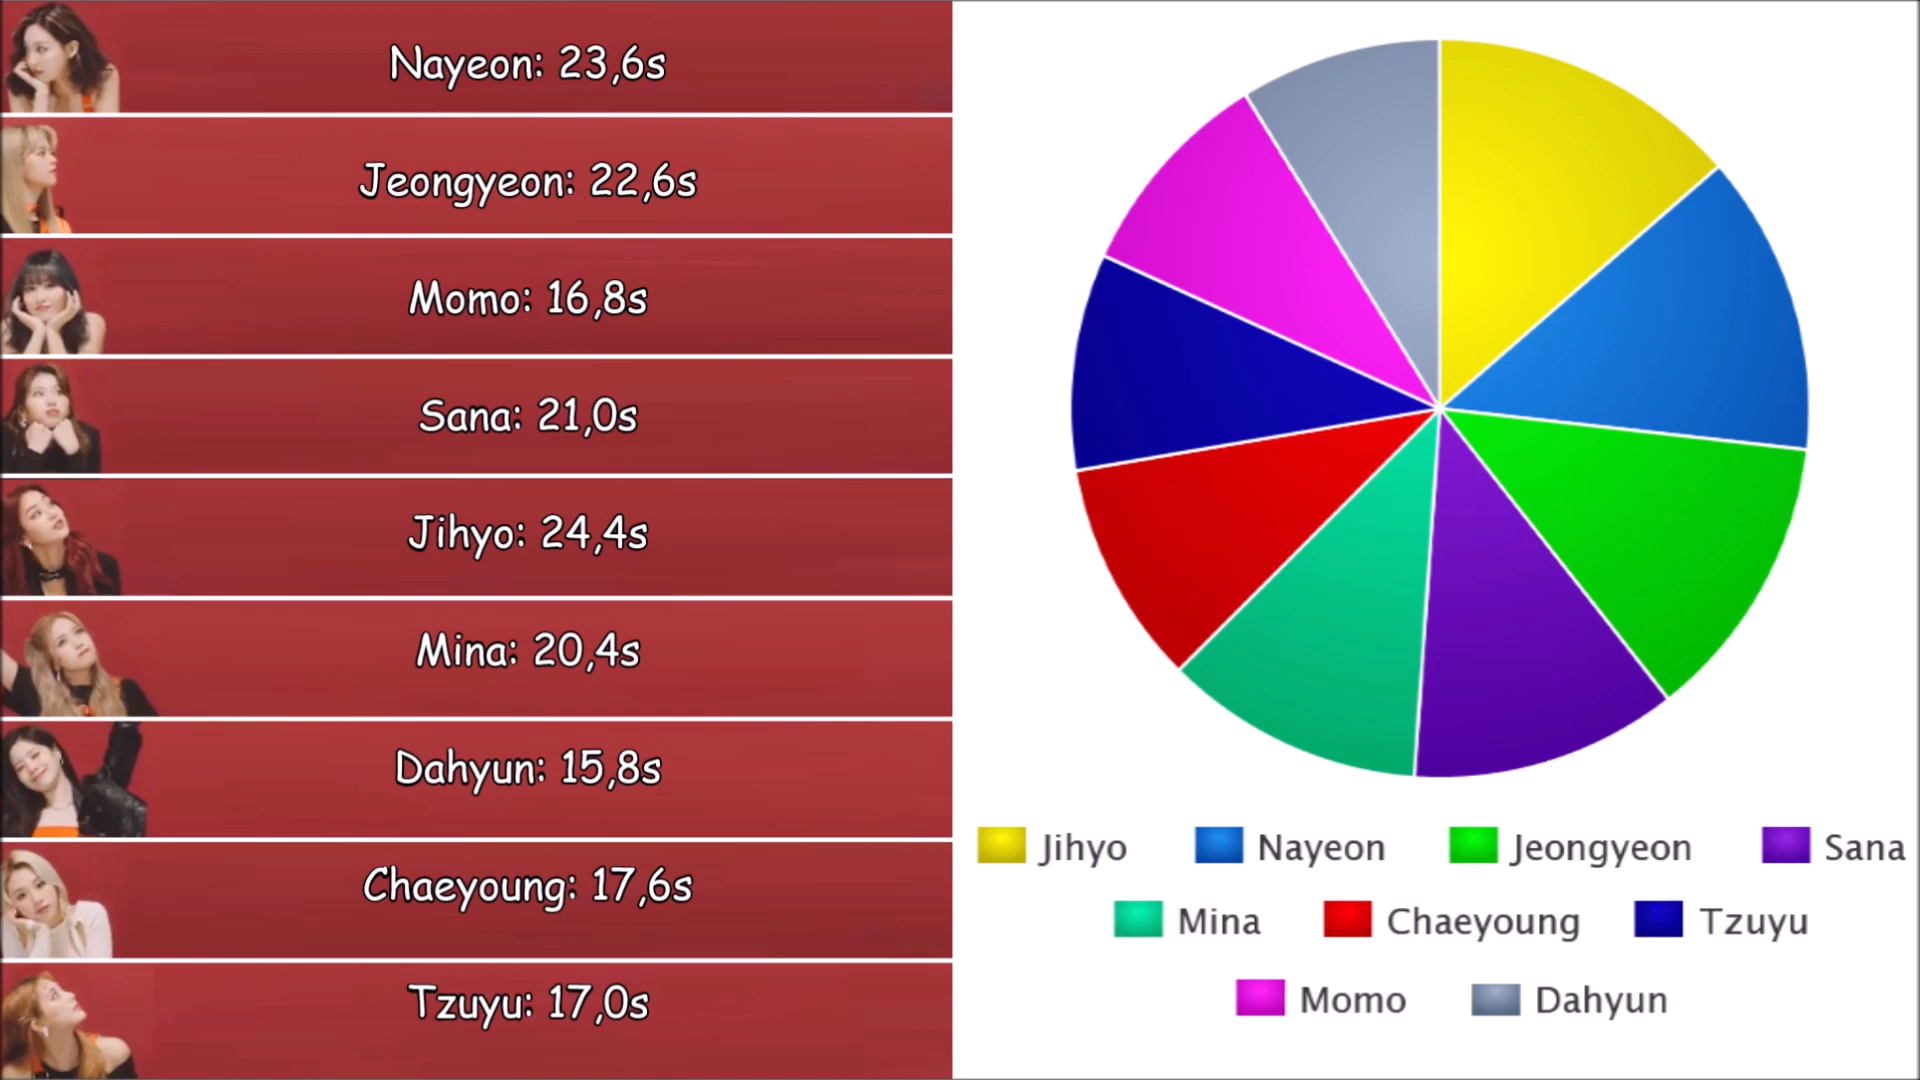 Nayeon: 23,6s
Jeongyeon: 22,6s
Momo: 16,8s
Sana: 21,0s
Jihyo: 24,4s
Mina: 20,4s
Dahyun: 15,8s
Chaeyoung: 17,6s
Tzuyu: 17,0s
Jihyo Nayeon Jeongyeon Sana
Mina Chaeyoung Tzuyu
Momo Dahyun